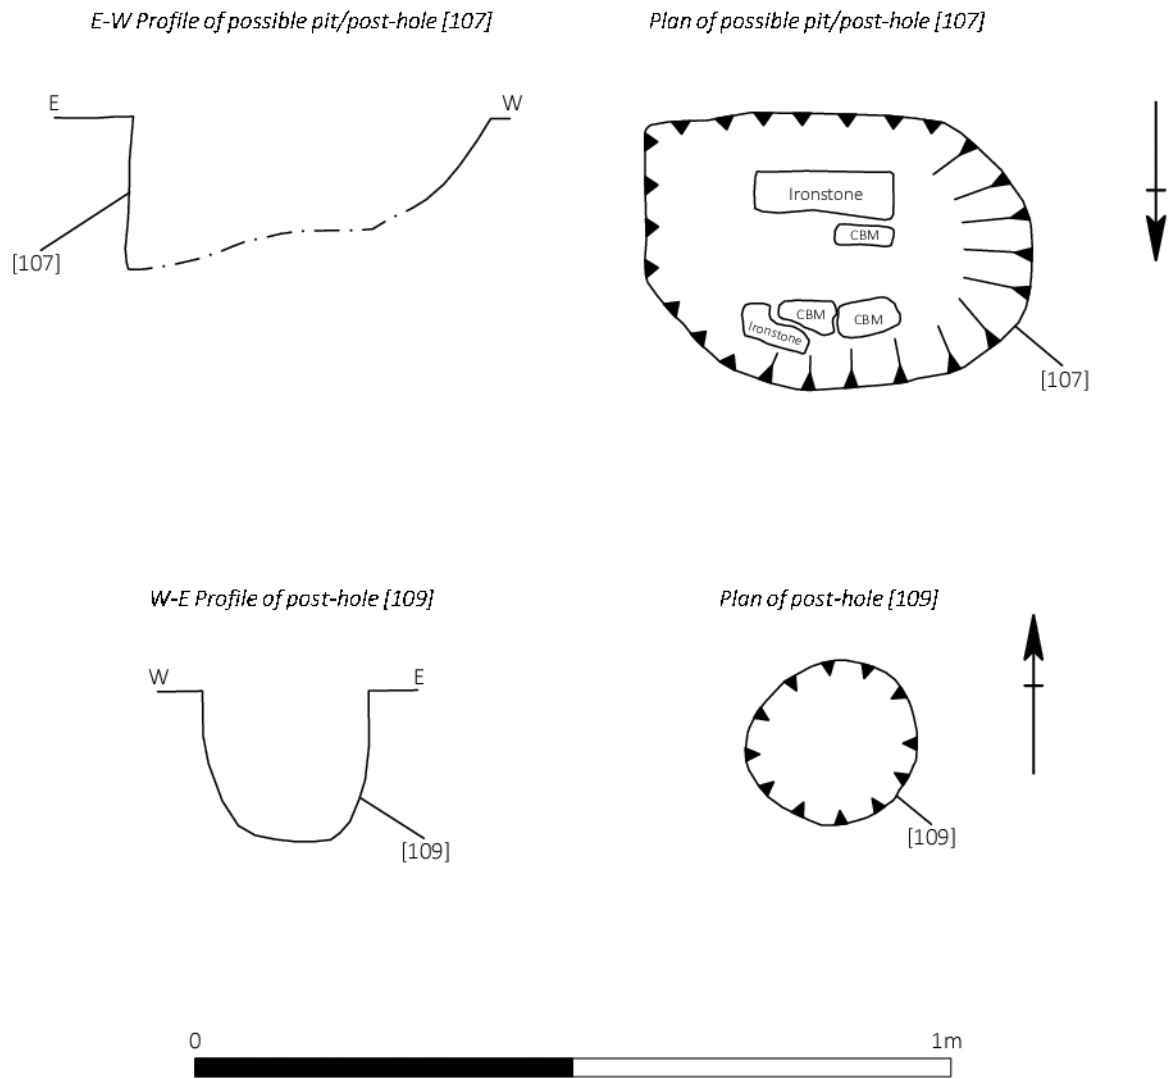 E-W Profile of possible pit/post-hole [107]
Plan of possible pit/post-hole [107]
E
W
[107]
Ironstone
CBM
CBM
CBM
Ironstone
[107]
W-E Profile of post-hole [109]
Plan of post-hole [109]
W
E
[109]
[109]
0
1m